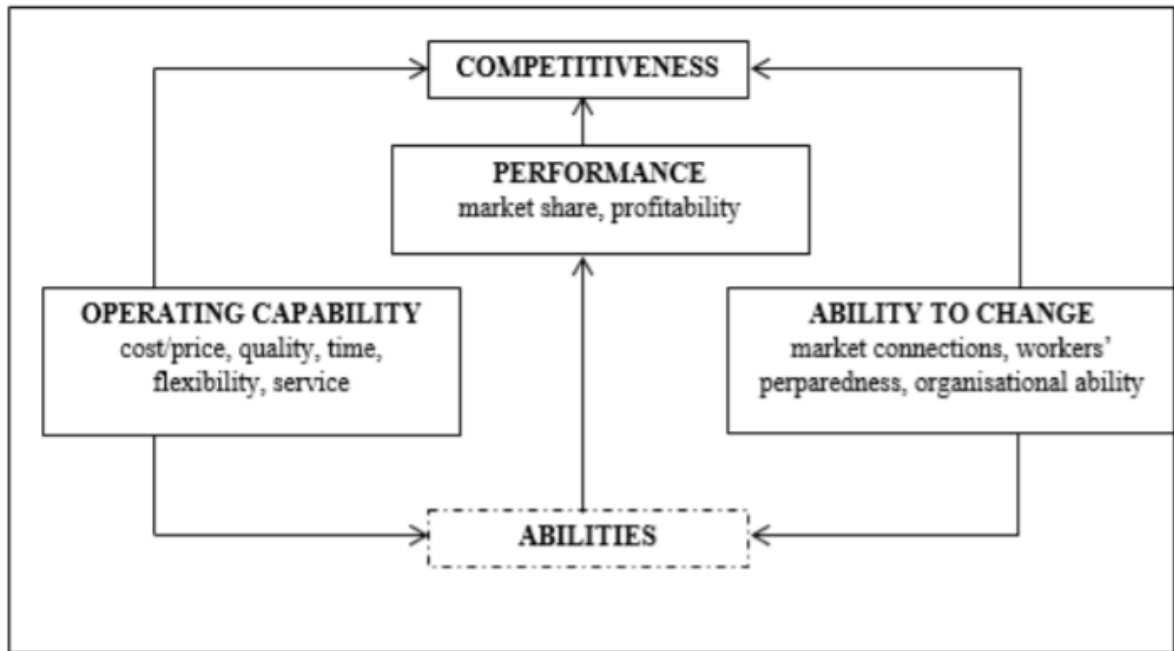 COMPETITIVENESS
PERFORMANCE
market share, profitability
OPERATING CAPABILITY
cost/price, quality, time,
flexibility, service
ABILITY TO CHANGE
market connections, workers’
perparedness, organisational ability
ABILITIES